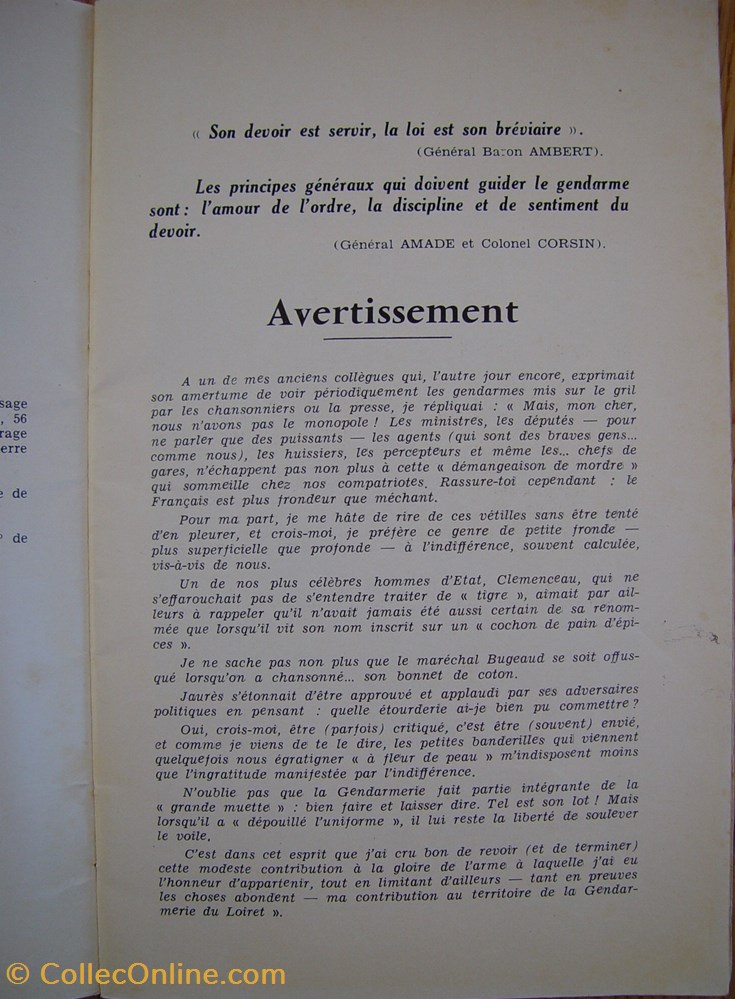 « Son devoir est servir, la loi est son bréviaire ».
(Général Baron AMBERT).
Les principes généraux qui doivent guider le gendarme
sont : l'amour de l'ordre, la discipline et de sentiment du
devoir.
(Général AMADE et Colonel CORSIN).
Avertissement
A un de mes anciens collègues qui, l'autre jour encore, exprimait
son amertume de voir périodiquement les gendarmes mis sur le gril
par les chansonniers ou la presse, je répliquai : « Mais, mon cher,
nous n'avons pas le monopole ! Les ministres, les députés — pour
ne parler que des puissants — les agents (qui sont des braves gens...
comme nous), les huissiers, les percepteurs et même les... chefs de
gares, n'échappent pas non plus à cette « démangeaison de mordre »
qui sommeille chez nos compatriotes. Rassure-toi cependant : le
Français est plus frondeur que méchant.
Pour ma part, je me hâte de rire de ces vétilles sans être tenté
d'en pleurer, et crois-moi, je préfère ce genre de petite fronde —
plus superficielle que profonde — à l'indifférence, souvent calculée,
vis-à-vis de nous.
Un de nos plus célèbres hommes d'Etat, Clemenceau, qui ne
s'effarouchait pas de s'entendre traiter de « tigre », aimait par ail-
leurs à rappeler qu'il n'avait jamais été aussi certain de sa renom-
mée que lorsqu'il vit son nom inscrit sur un « cochon de pain d'épi-
ces ».
Je ne sache pas non plus que le maréchal Bugeaud se soit offus-
qué lorsqu'on a chansonné... son bonnet de coton.
Jaurès s'étonnait d'être approuvé et applaudi par ses adversaires
politiques en pensant : quelle étourderie ai-je bien pu commettre ?
Oui, crois-moi, être (parfois) critiqué, c'est être (souvent) envié,
et comme je viens de te le dire, les petites banderilles qui viennent
quelquefois nous égratigner « à fleur de peau » m'indisposent moins
que l'ingratitude manifestée par l'indifférence.
N'oublie pas que la Gendarmerie fait partie intégrante de la
« grande muette » : bien faire et laisser dire. Tel est son lot ! Mais
lorsqu'il a « dépouillé l'uniforme », il lui reste la liberté de soulever
le voile.
C'est dans cet esprit que j'ai cru bon de revoir (et de terminer)
cette modeste contribution à la gloire de l'arme à laquelle j'ai eu
l'honneur d'appartenir, tout en limitant d'ailleurs — tant en preuves
les choses abondent — ma contribution au territoire de la Gendar-
merie du Loiret ».
sage
, 56
rage
erre
e de
° de
© CollecOnline.com